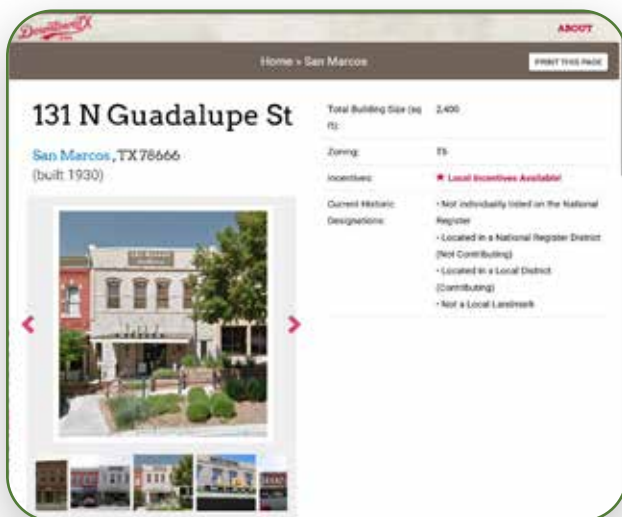 DowntownTX
ABOUT
Home » San Marcos
PRINT THIS PAGE
131 N Guadalupe St
San Marcos, TX 78666
(built 1930)
Total Building Size (sq
ft):
2,400
Zoning:
T5
Incentives:
★ Local Incentives Available!
Current Historic
Designations:
• Not individually listed on the National
Register
• Located in a National Register District
(Not Contributing)
• Located in a Local District
(Contributing)
• Not a Local Landmark